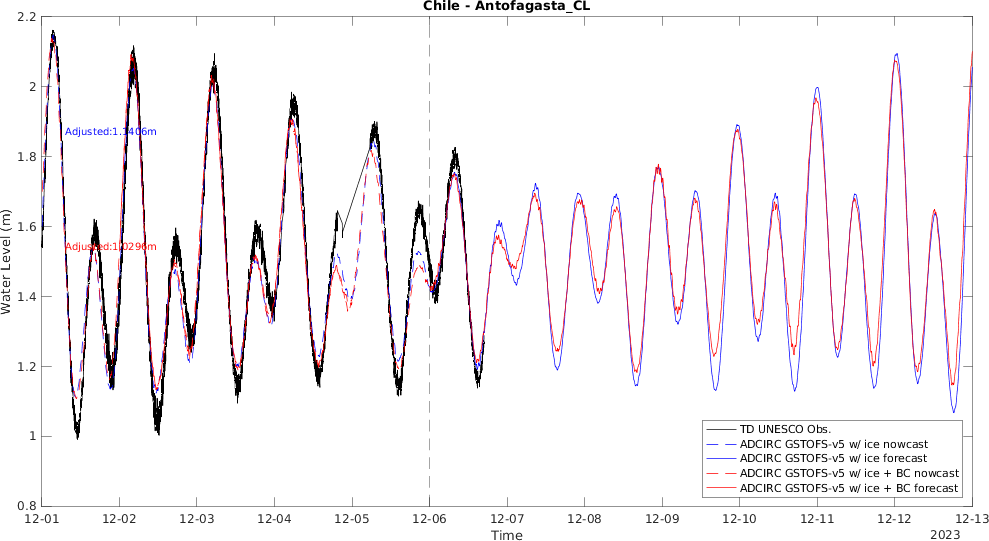 Chile - Antofagasta_CL
2.2
2
1.8
1.6
1.4
1.2
1
0.8
Water Level (m)
Adjusted:1.1406m
Adjusted:1.0296m
TD UNESCO Obs.
ADCIRC GSTOFS-v5 w/ ice nowcast
ADCIRC GSTOFS-v5 w/ ice forecast
ADCIRC GSTOFS-v5 w/ ice + BC nowcast
ADCIRC GSTOFS-v5 w/ ice + BC forecast
12-01 12-02 12-03 12-04 12-05 12-06 12-07 12-08 12-09 12-10 12-11 12-12 12-13
Time
2023